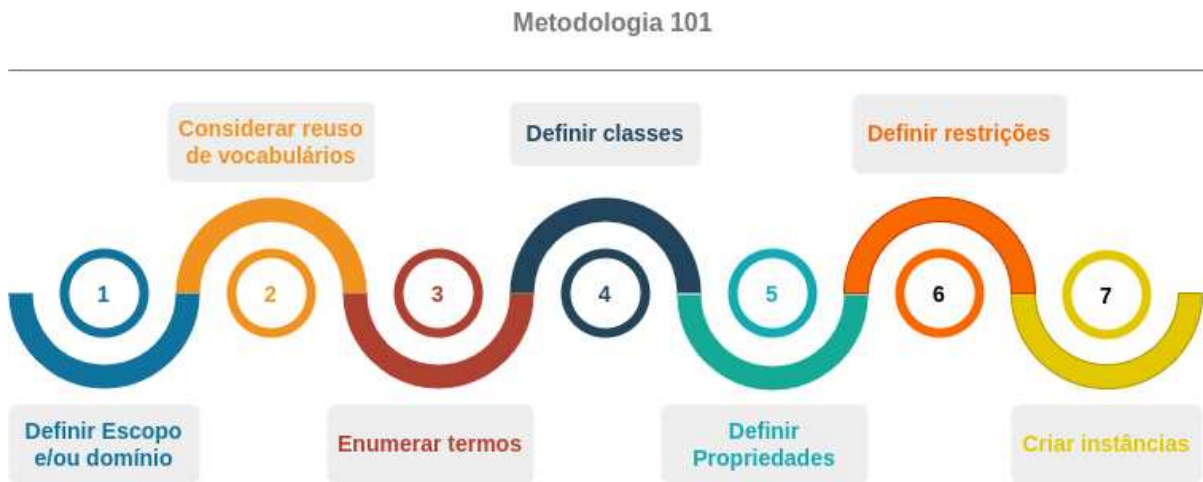 Metodologia 101
Considerar reuso
de vocabulários
Definir classes
Definir restrições
1
2
3
4
5
6
7
Definir Escopo
e/ou domínio
Enumerar termos
Definir
Propriedades
Criar instâncias